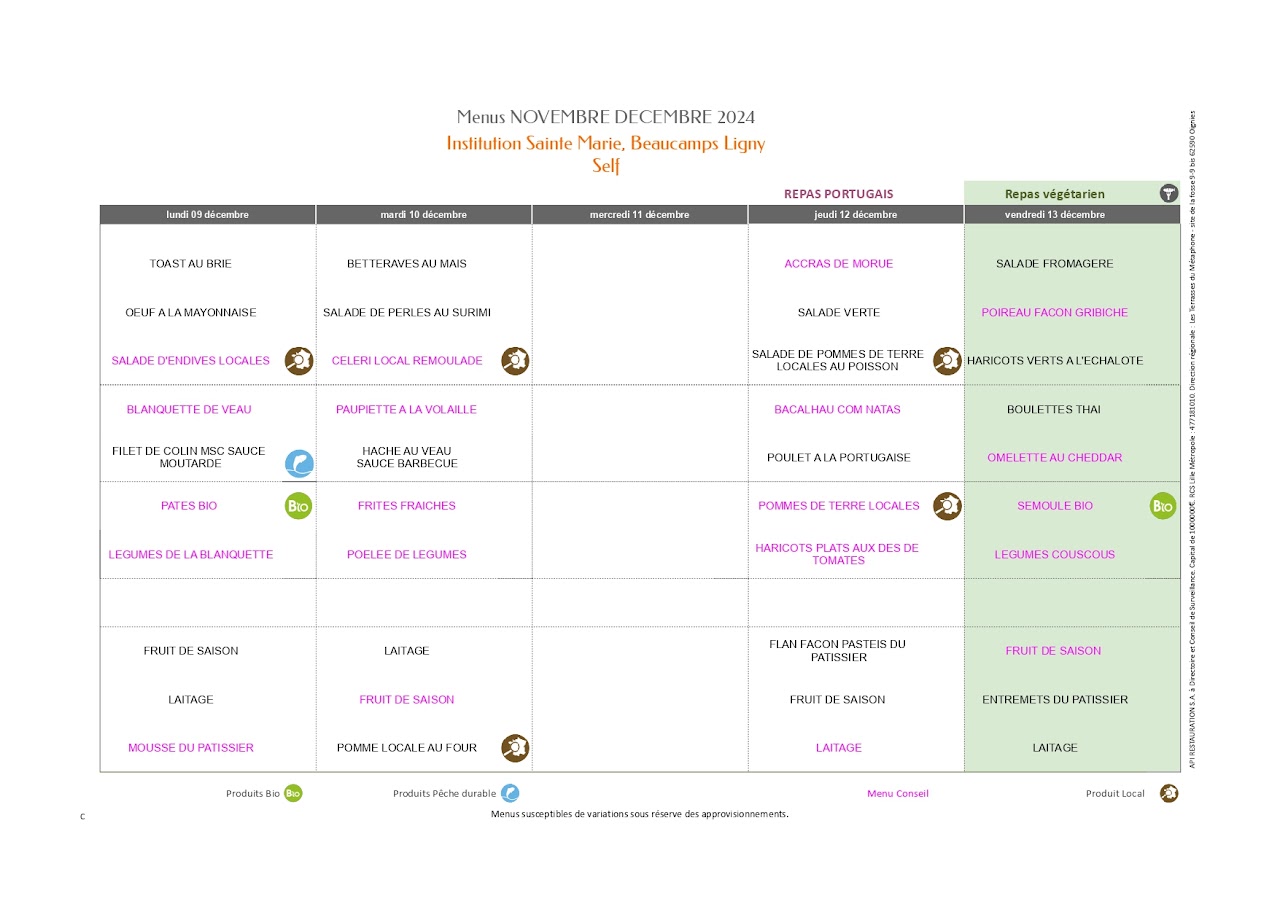 Menus NOVEMBRE DECEMBRE 2024
Institution Sainte Marie, Beaucamps Ligny
Self
REPAS PORTUGAIS
Repas végétarien
lundi 09 décembre
mardi 10 décembre
mercredi 11 décembre
jeudi 12 décembre
vendredi 13 décembre
TOAST AU BRIE
BETTERAVES AU MAIS
ACCRAS DE MORUE
SALADE FROMAGERE
OEUF A LA MAYONNAISE
SALADE DE PERLES AU SURIMI
SALADE VERTE
POIREAU FACON GRIBICHE
SALADE D'ENDIVES LOCALES
CELERI LOCAL REMOULADE
SALADE DE POMMES DE TERRE
LOCALES AU POISSON
HARICOTS VERTS A L'ECHALOTE
BLANQUETTE DE VEAU
PAUPIETTE A LA VOLAILLE
BACALHAU COM NATAS
BOULETTES THAI
FILET DE COLIN MSC SAUCE
MOUTARDE
HACHE AU VEAU
SAUCE BARBECUE
POULET A LA PORTUGAISE
OMELETTE AU CHEDDAR
PATES BIO
Bio
FRITES FRAICHES
POMMES DE TERRE LOCALES
SEMOULE BIO
Bio
LEGUMES DE LA BLANQUETTE
POELEE DE LEGUMES
HARICOTS PLATS AUX DES DE
TOMATES
LEGUMES COUSCOUS
FRUIT DE SAISON
LAITAGE
FLAN FACON PASTEIS DU
PATISSIER
FRUIT DE SAISON
LAITAGE
FRUIT DE SAISON
FRUIT DE SAISON
ENTREMETS DU PATISSIER
MOUSSE DU PATISSIER
POMME LOCALE AU FOUR
LAITAGE
LAITAGE
Produits Bio
Bio
Produits Pêche durable
Menu Conseil
Produit Local
C
Menus susceptibles de variations sous réserve des approvisionnements.
API RESTAURATION S.A. à Directoire et Conseil de Surveillance. Capital de 1000000€. RCS Lille Métropole : 477181010. Direction régionale : Les Terrasses du Métaphone - site de la fosse 9-9 bis 62590 Oignies